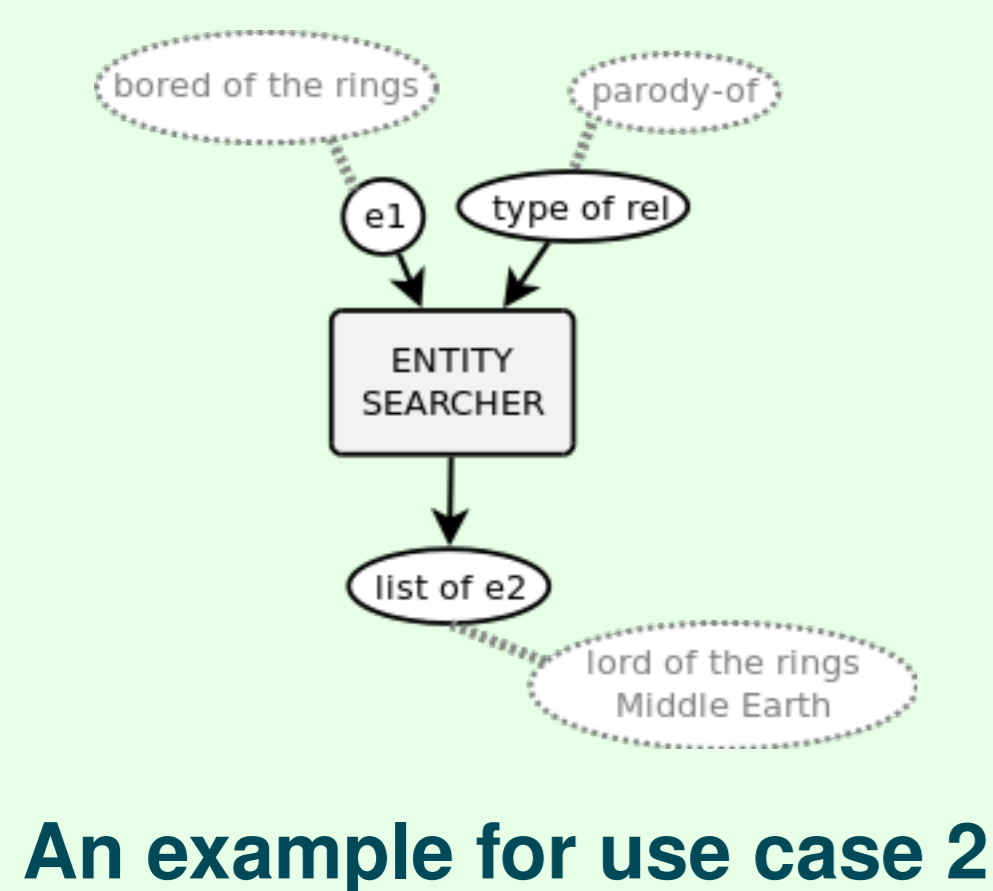 bored of the rings
parody-of
e1
type of rel
ENTITY
SEARCHER
list of e2
lord of the rings
Middle Earth
An example for use case 2